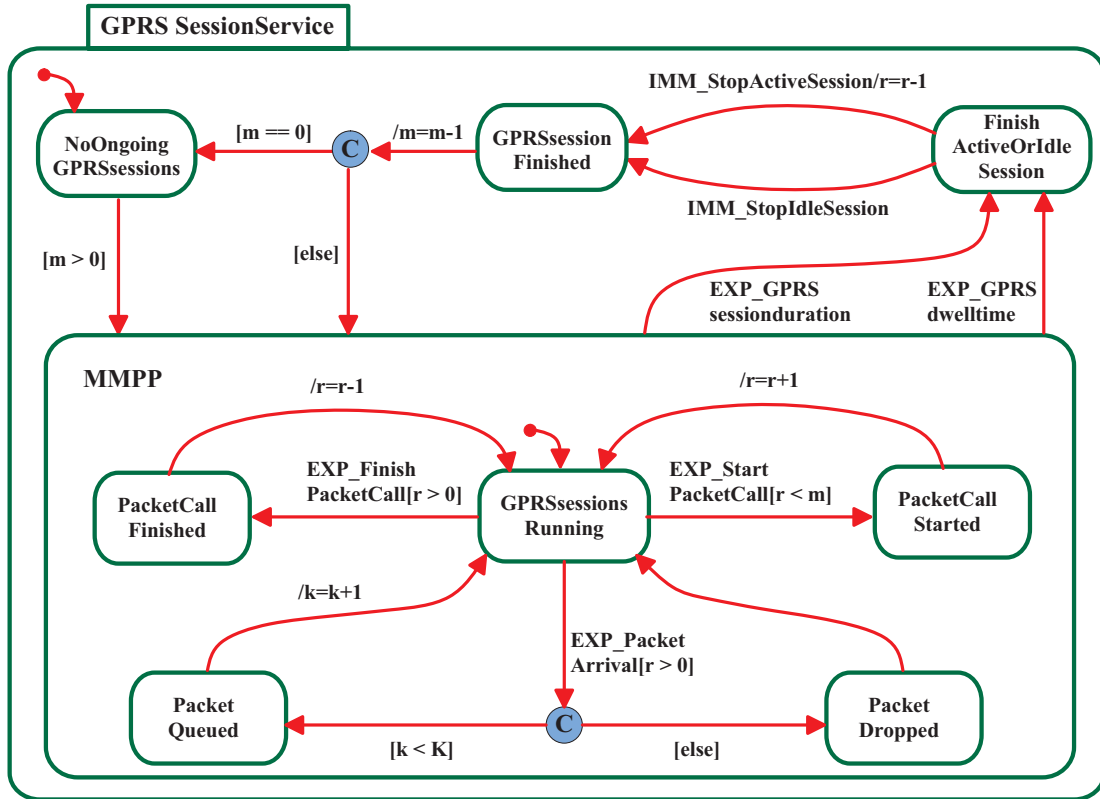 GPRS SessionService
IMM_StopActiveSession/r=r-1
[m == 0]
/m=m-1
NoOngoing
GPRSsessions
C
GPRSsession
Finished
Finish
ActiveOrIdle
Session
IMM_StopIdleSession
[m > 0]
[else]
EXP_GPRS
sessionduration
EXP_GPRS
dwelltime
MMPP
/r=r-1
/r=r+1
EXP_Finish
PacketCall[r > 0]
EXP_Start
PacketCall[r < m]
PacketCall
Finished
GPRSsessions
Running
PacketCall
Started
/k=k+1
EXP_Packet
Arrival[r > 0]
Packet
Queued
C
Packet
Dropped
[k < K]
[else]